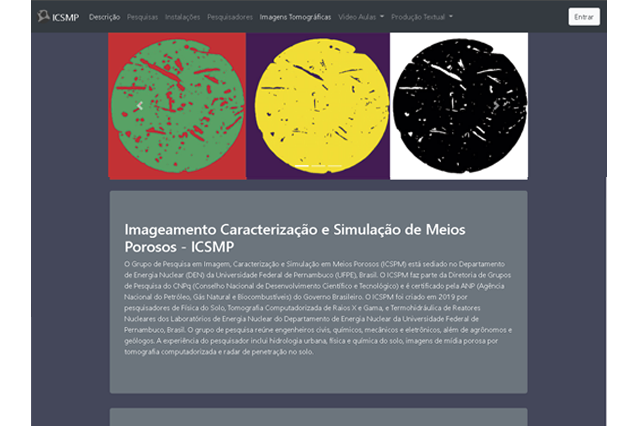 ICSMP Descrição Pesquisas Instalações Pesquisadores Imagens Tomográficas Vídeo Aulas Produção Textual Entrar
Imageamento Caracterização e Simulação de Meios
Porosos - ICSMP
O Grupo de Pesquisa em Imagem, Caracterização e Simulação em Meios Porosos (ICSPM) está sediado no Departamento
de Energia Nuclear (DEN) da Universidade Federal de Pernambuco (UFPE), Brasil. O ICSPM faz parte da Diretoria de Grupos
de Pesquisa do CNPq (Conselho Nacional de Desenvolvimento Científico e Tecnológico) e é certificado pela ANP (Agência
Nacional do Petróleo, Gás Natural e Biocombustíveis) do Governo Brasileiro. O ICSPM foi criado em 2019 por
pesquisadores de Física do Solo, Tomografia Computadorizada de Raios X e Gama, e Termohidráulica de Reatores
Nucleares dos Laboratórios de Energia Nuclear do Departamento de Energia Nuclear da Universidade Federal de
Pernambuco, Brasil. O grupo de pesquisa reúne engenheiros civis, químicos, mecânicos e eletrônicos, além de agrônomos e
geólogos. A experiência do pesquisador inclui hidrologia urbana, física e química do solo, imagens de mídia porosa por
tomografia computadorizada e radar de penetração no solo.